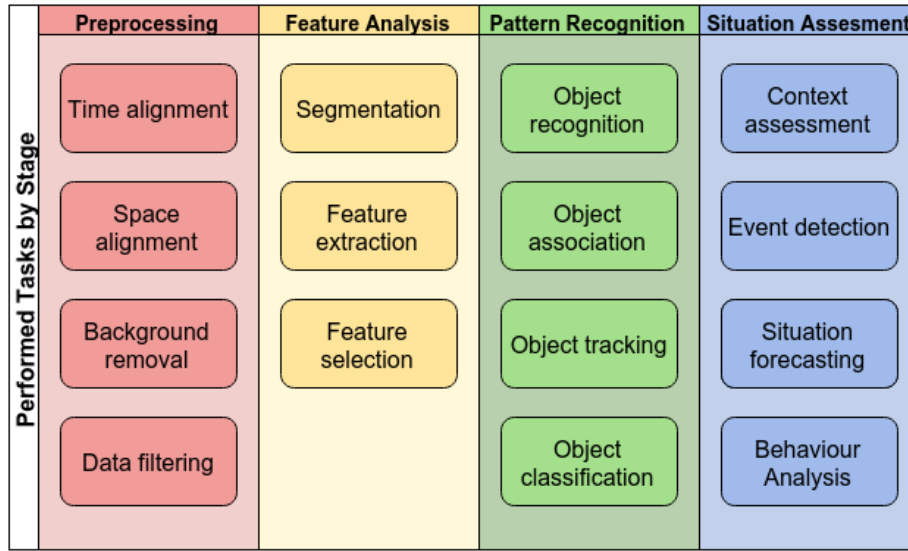 Performed Tasks by Stage
Preprocessing
Time alignment
Space
alignment
Background
removal
Data filtering
Feature Analysis
Segmentation
Feature
extraction
Feature
selection
Pattern Recognition
Object
recognition
Object
association
Object tracking
Object
classification
Situation Assesment
Context
assessment
Event detection
Situation
forecasting
Behaviour
Analysis